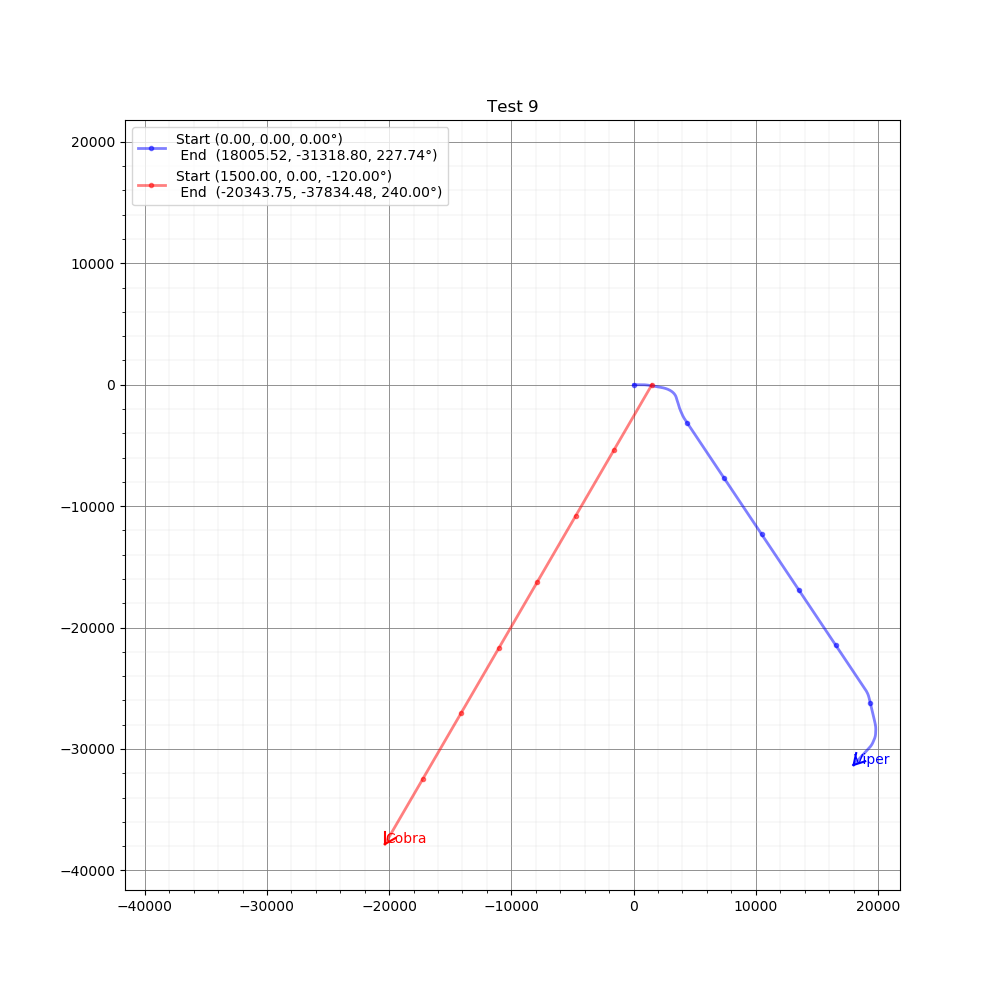 Test 9
Start (0.00, 0.00, 0.00°)
End (18005.52, -31318.80, 227.74°)
Start (1500.00, 0.00, -120.00°)
End (-20343.75, -37834.48, 240.00°)
20000
10000
0
−10000
−20000
−30000
−40000
Viper
Cobra
−40000 −30000 −20000 −10000 0 10000 20000